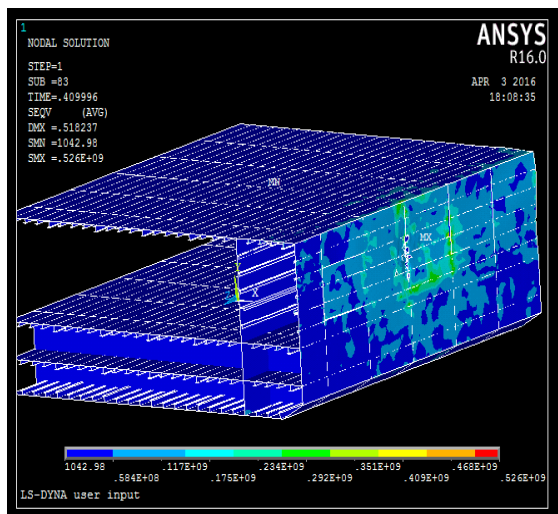 1
NODAL SOLUTION
ANSYS
R16.0
STEP=1
SUB =83
TIME=.409996
SEQV (AVG)
DMX =.518237
SMN =1042.98
SMX =.526E+09
APR 3 2016
18:08:35
MN
MX
X
1042.98 .117E+09 .234E+09 .351E+09 .468E+09
.584E+08 .175E+09 .292E+09 .409E+09 .526E+09
LS-DYNA user input